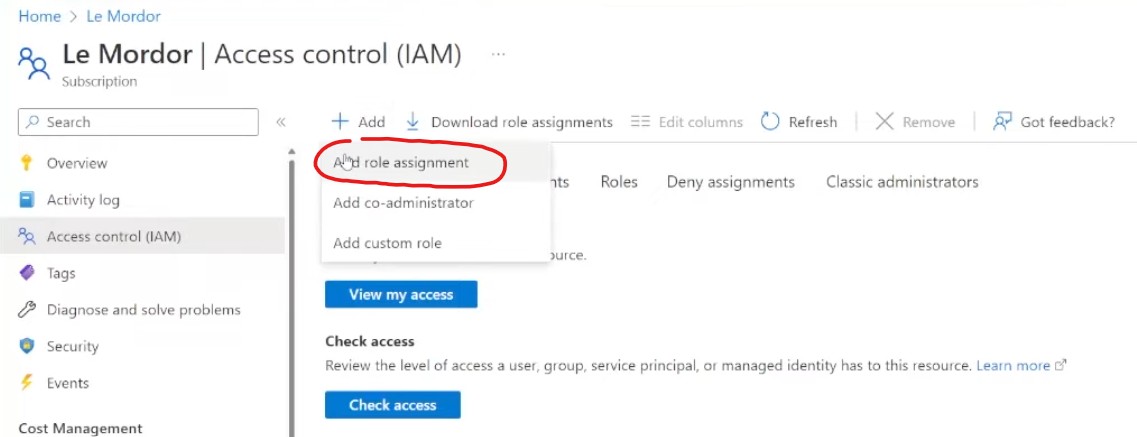 Home > Le Mordor
Le Mordor | Access control (IAM) ...
Subscription
Search
«
+ Add
Download role assignments
Edit columns
Refresh
Remove
Got feedback?
Overview
Activity log
Access control (IAM)
Tags
Diagnose and solve problems
Security
Events
Cost Management
Add role assignment
Add co-administrator
Add custom role
nts
Roles
Deny assignments
Classic administrators
ource.
View my access
Check access
Review the level of access a user, group, service principal, or managed identity has to this resource. Learn more
Check access